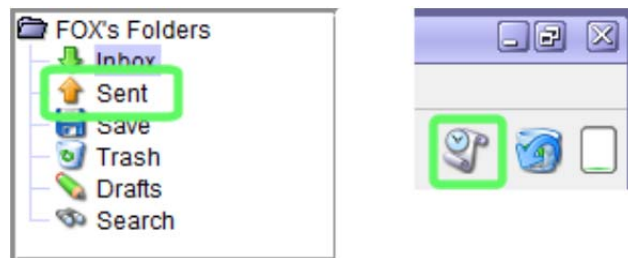 FOX's Folders
Inbox
Sent
Save
Trash
Drafts
Search